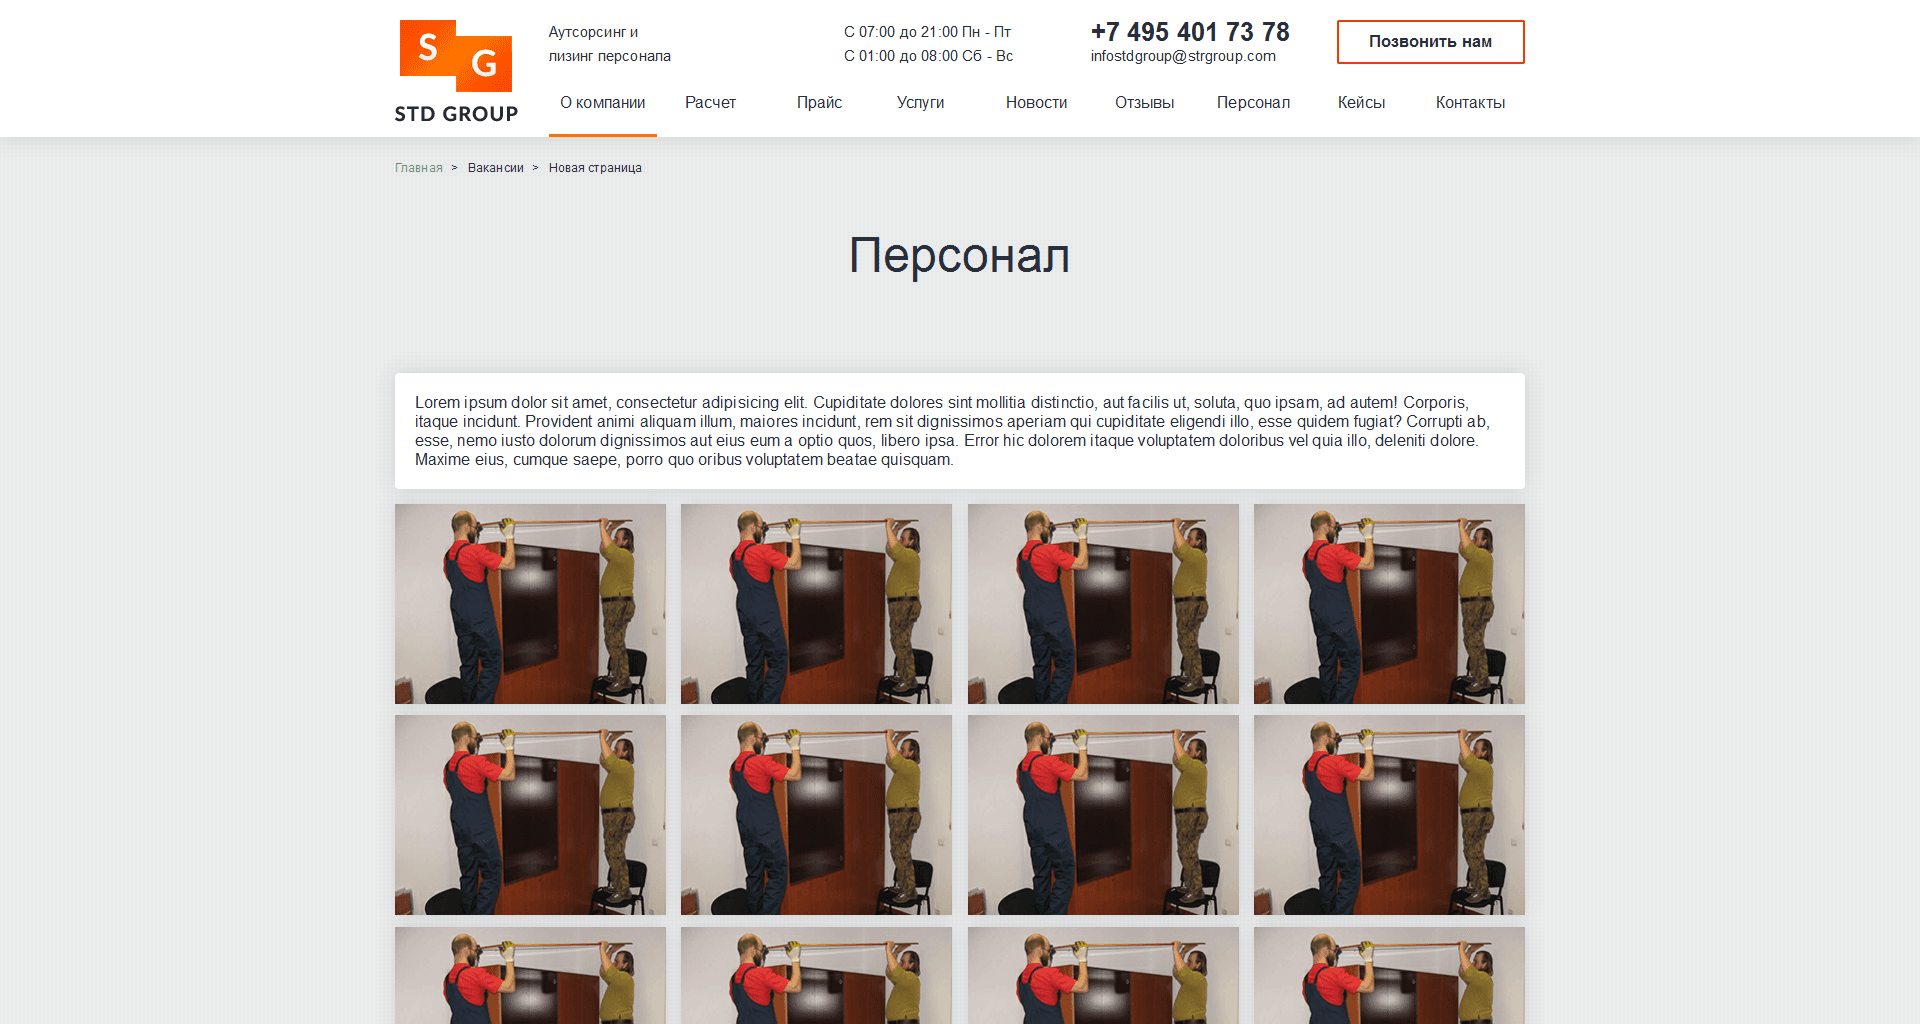 S
G
STD GROUP
Аутсорсинг и
лизинг персонала
С 07:00 до 21:00 Пн - Пт
С 01:00 до 08:00 Сб - Вс
+7 495 401 73 78
infostdgroup@strgroup.com
Позвонить нам
О компании Расчет Прайс Услуги Новости Отзывы Персонал Кейсы Контакты
Главная > Вакансии > Новая страница
Персонал
Lorem ipsum dolor sit amet, consectetur adipisicing elit. Cupiditate dolores sint mollitia distinctio, aut facilis ut, soluta, quo ipsam, ad autem! Corporis,
itaque incidunt. Provident animi aliquam illum, maiores incidunt, rem sit dignissimos aperiam qui cupiditate eligendi illo, esse quidem fugiat? Corrupti ab,
esse, nemo iusto dolorum dignissimos aut eius eum a optio quos, libero ipsa. Error hic dolorem itaque voluptatem doloribus vel quia illo, deleniti dolore.
Maxime eius, cumque saepe, porro quo oribus voluptatem beatae quisquam.